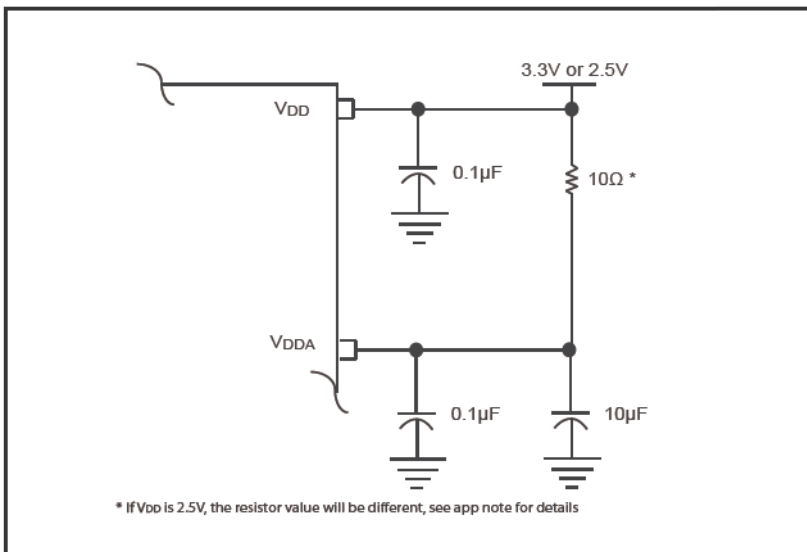 3.3V or 2.5V
VDD
0.1µF
10Ω *
VDDA
0.1µF
10µF
* If VDD is 2.5V, the resistor value will be different, see app note for details